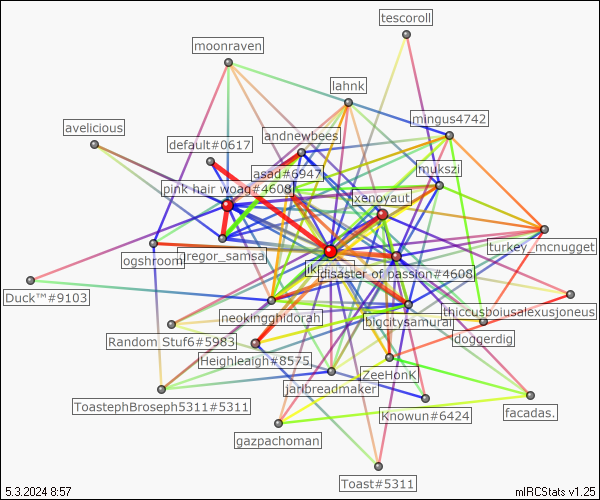 tescoroll
moonraven
lahnk
mingus4742
avelicious
andnewbees
default#0617
asad#6947
mukszi
pink hair woag#4608
xenoyaut
turkey_mcnugget
ogshroom
gregor_samsa
disaster of passion#4608
Duck™#9103
thiccusboiusalexusjoneus
neokingghidorah
bigcitysamurai
Random Stuf6#5983
doggerdig
Heighleaigh#8575
ZeeHonK
jarlbreadmaker
ToastephBroseph5311#5311
Knowun#6424
facadas.
gazpachoman
Toast#5311
5.3.2024 8:57
mIRCStats v1.25